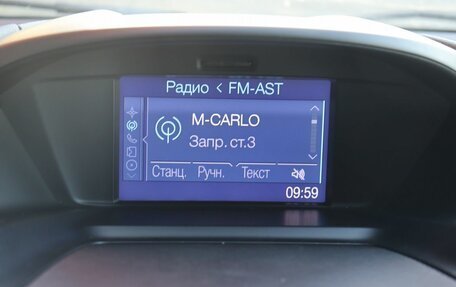 Радио < FM-AST
M-CARLO
Запр. ст.3
Станц. Ручн. Текст
09:59